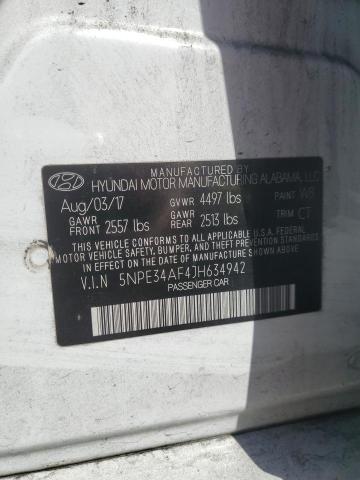 MANUFACTURED BY
HYUNDAI MOTOR MANUFACTURING ALABAMA, LLC
Aug/03/17 GVWR 4497 lbs PAINT W8
GAWR FRONT 2557 lbs GAWR REAR 2513 lbs TRIM CT
THIS VEHICLE CONFORMS TO ALL APPLICABLE U.S.A. FEDERAL
MOTOR VEHICLE SAFETY, BUMPER, AND THEFT PREVENTION
STANDARDS IN EFFECT ON THE DATE OF MANUFACTURE SHOWN ABOVE.
V.I.N 5NPE34AF4JH634942
PASSENGER CAR